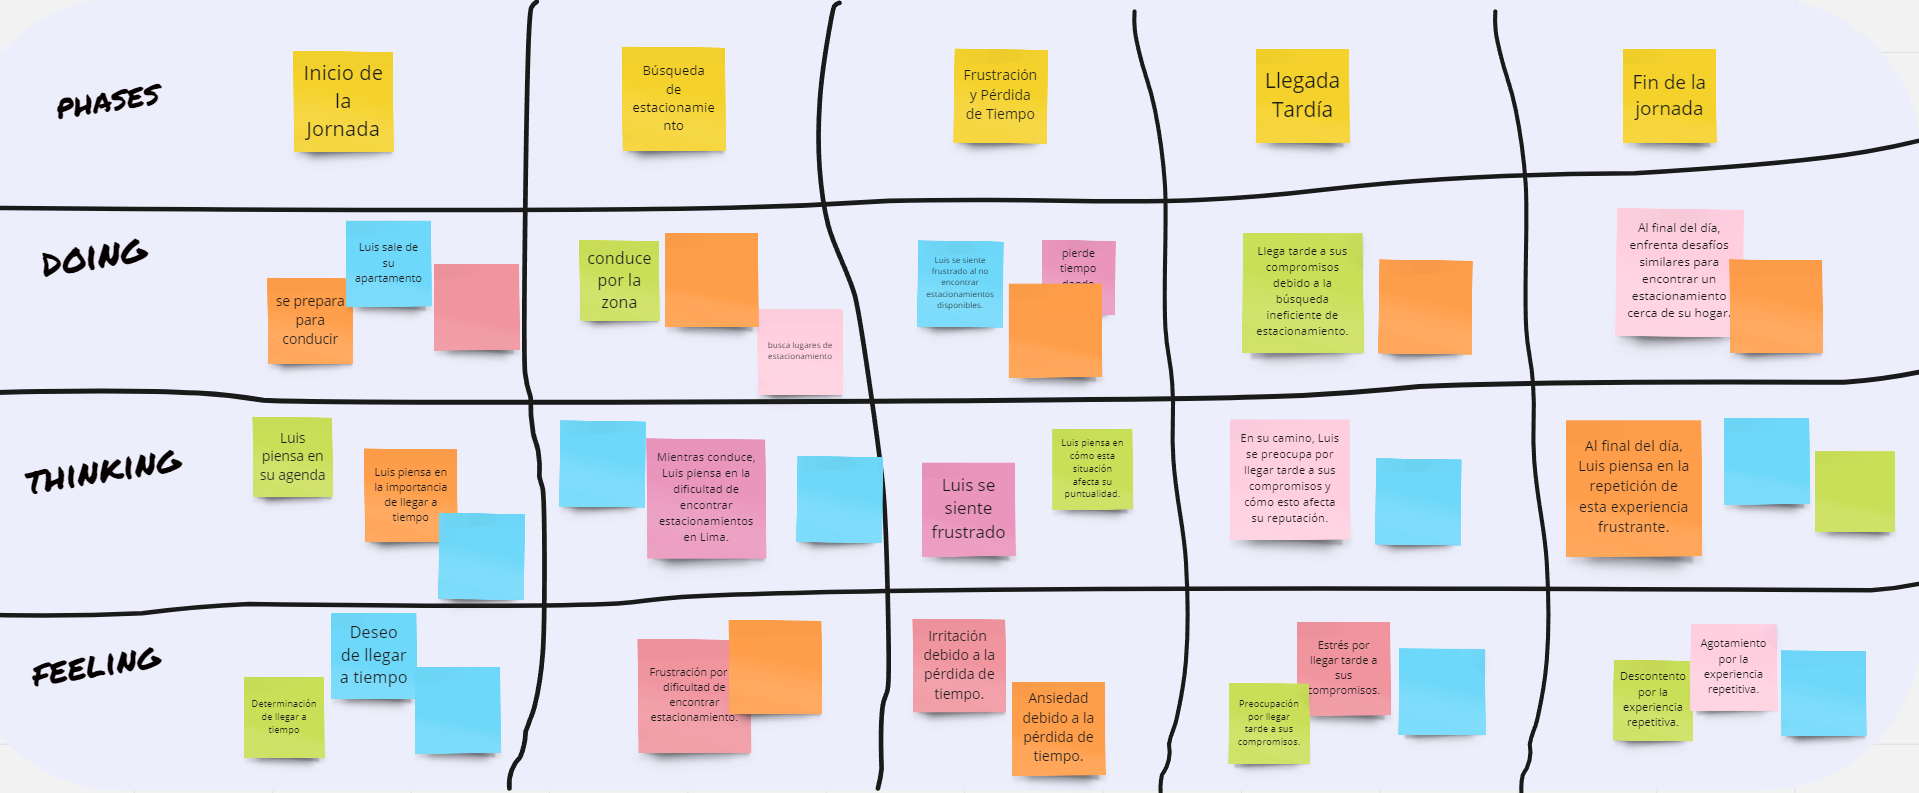 PHASES
Inicio de
la
Jornada
Búsqueda
de
estacionamie
nto
Frustración
y Pérdida
de Tiempo
Llegada
Tardía
Fin de la
jornada
DOING
se prepara
para
conducir
Luis sale de
su
apartamento
conduce
por la
zona
busca lugares de
estacionamiento
Luis se siente
frustrado al no
encontrar
estacionamientos
disponibles.
pierde
tiempo
dando
Llega tarde a sus
compromisos
debido a la
búsqueda
ineficiente de
estacionamiento.
Al final del día,
enfrenta desafíos
similares para
encontrar un
estacionamiento
cerca de su hogar.
THINKING
Luis
piensa en
su agenda
Luis piensa en
la importancia
de llegar a
tiempo
Mientras conduce,
Luis piensa en la
dificultad de
encontrar
estacionamientos
en Lima.
Luis se
siente
frustrado
Luis piensa en
cómo esta
situación
afecta su
puntualidad.
En su camino, Luis
se preocupa por
llegar tarde a sus
compromisos y
cómo esto afecta
su reputación.
Al final del día,
Luis piensa en la
repetición de
esta experiencia
frustrante.
FEELING
Determinación
de llegar a
tiempo
Deseo
de llegar
a tiempo
Frustración por
dificultad de
encontrar
estacionamiento.
Irritación
debido a la
pérdida de
tiempo.
Ansiedad
debido a la
pérdida de
tiempo.
Preocupación
por llegar
tarde a sus
compromisos.
Estrés por
llegar tarde a
sus
compromisos.
Descontento
por la
experiencia
repetitiva.
Agotamiento
por la
experiencia
repetitiva.